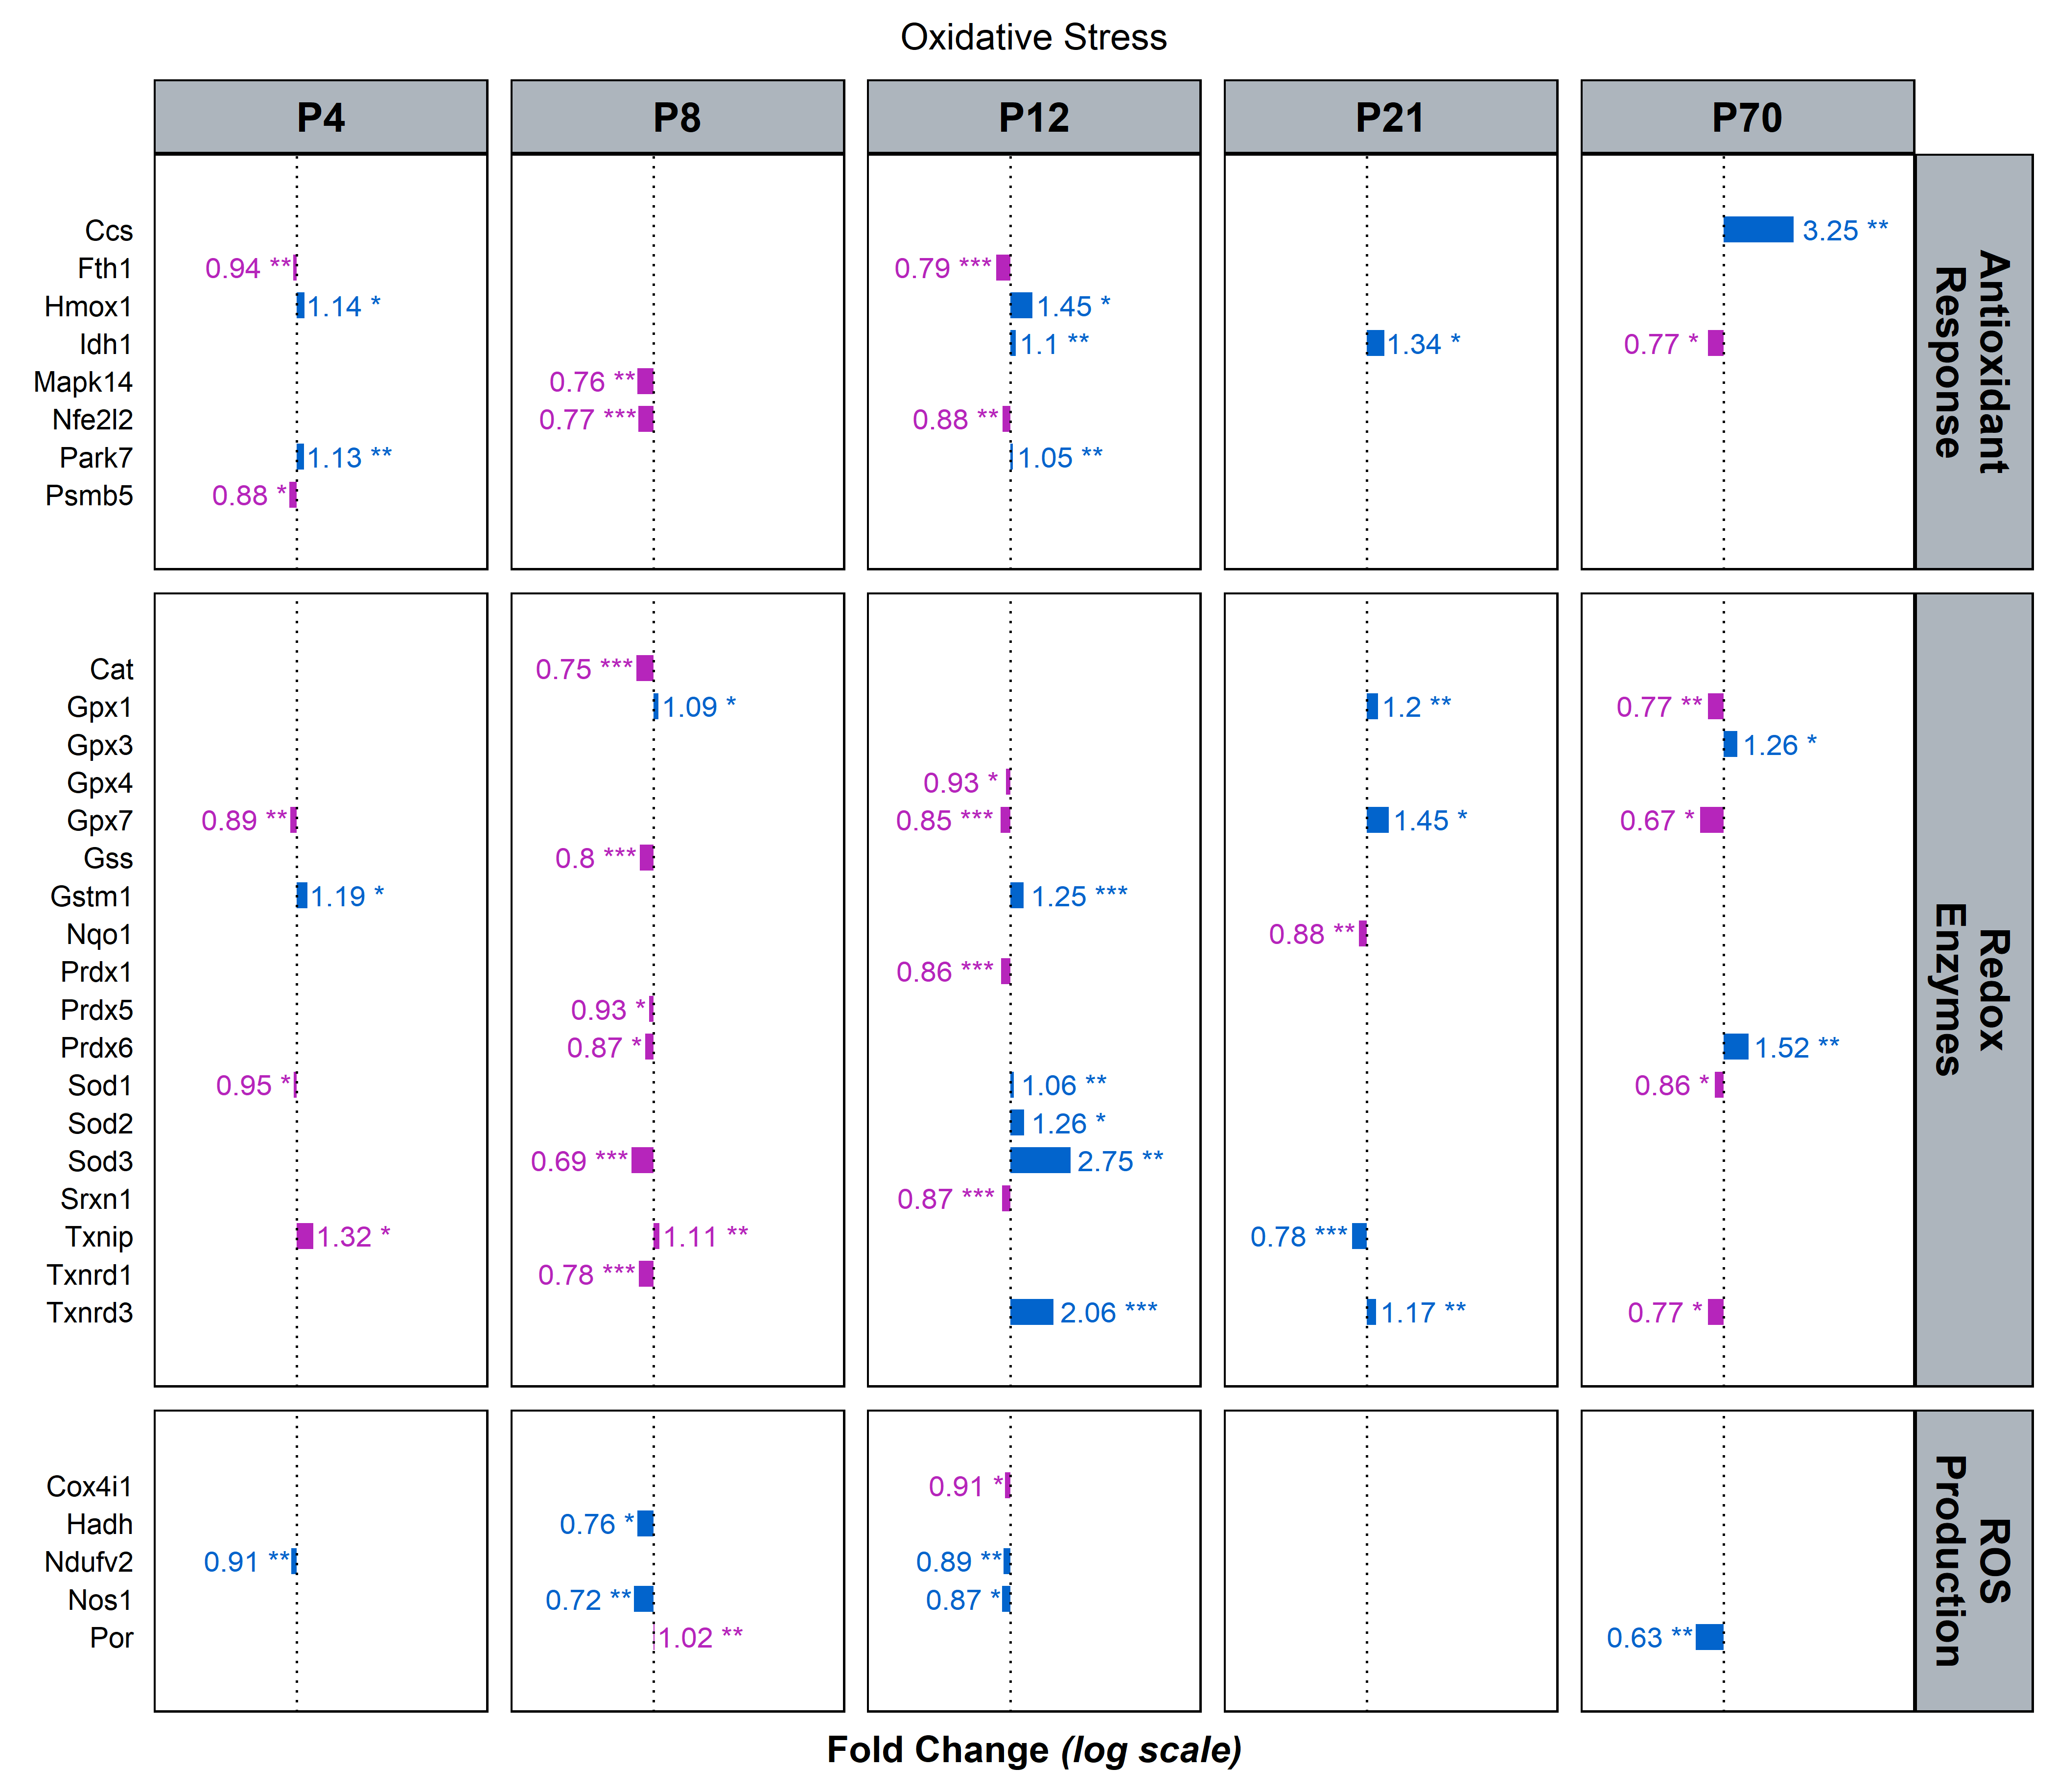 Oxidative Stress
P4 P8 P12 P21 P70
Antioxidant
Response
Ccs 3.25 **
Fth1 0.94 ** 0.79 ***
Hmox1 1.14 * 1.45 *
Idh1 1.1 ** 1.34 * 0.77 *
Mapk14 0.76 **
Nfe2l2 0.77 *** 0.88 **
Park7 1.13 ** 1.05 **
Psmb5 0.88 *
Redox
Enzymes
Cat 0.75 ***
Gpx1 1.09 * 1.2 ** 0.77 **
Gpx3 1.26 *
Gpx4 0.93 *
Gpx7 0.89 ** 0.85 *** 1.45 * 0.67 *
Gss 0.8 ***
Gstm1 1.19 * 1.25 ***
Nqo1 0.88 **
Prdx1 0.86 ***
Prdx5 0.93 *
Prdx6 0.87 * 1.52 **
Sod1 0.95 * 1.06 ** 0.86 *
Sod2 1.26 *
Sod3 0.69 *** 2.75 **
Srxn1 0.87 ***
Txnip 1.32 * 1.11 ** 0.78 ***
Txnrd1 0.78 ***
Txnrd3 2.06 *** 1.17 ** 0.77 *
ROS
Production
Cox4i1 0.91 *
Hadh 0.76 *
Ndufv2 0.91 ** 0.89 **
Nos1 0.72 ** 0.87 *
Por 1.02 ** 0.63 **
Fold Change (log scale)